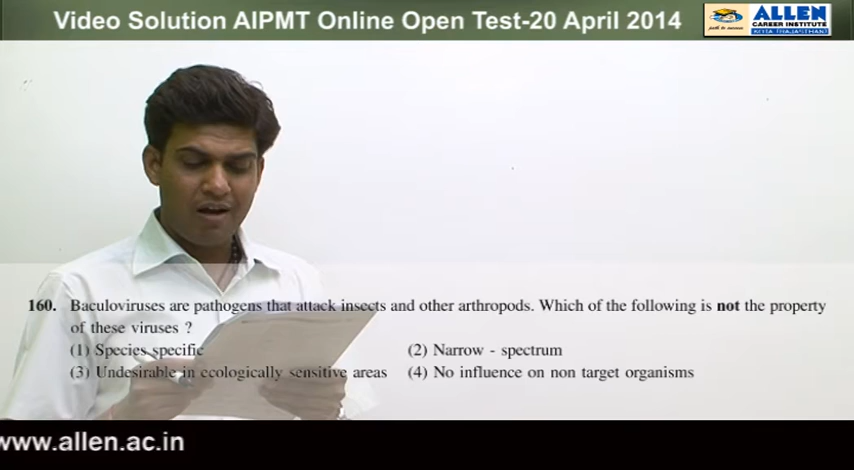 Video Solution AIPMT Online Open Test-20 April 2014
ALLEN
CAREER INSTITUTE
KOTA (RAJASTHAN)
160. Baculoviruses are pathogens that attack insects and other arthropods. Which of the following is not the property
of these viruses ?
(1) Species specific (2) Narrow - spectrum
(3) Undesirable in ecologically sensitive areas (4) No influence on non target organisms
www.allen.ac.in